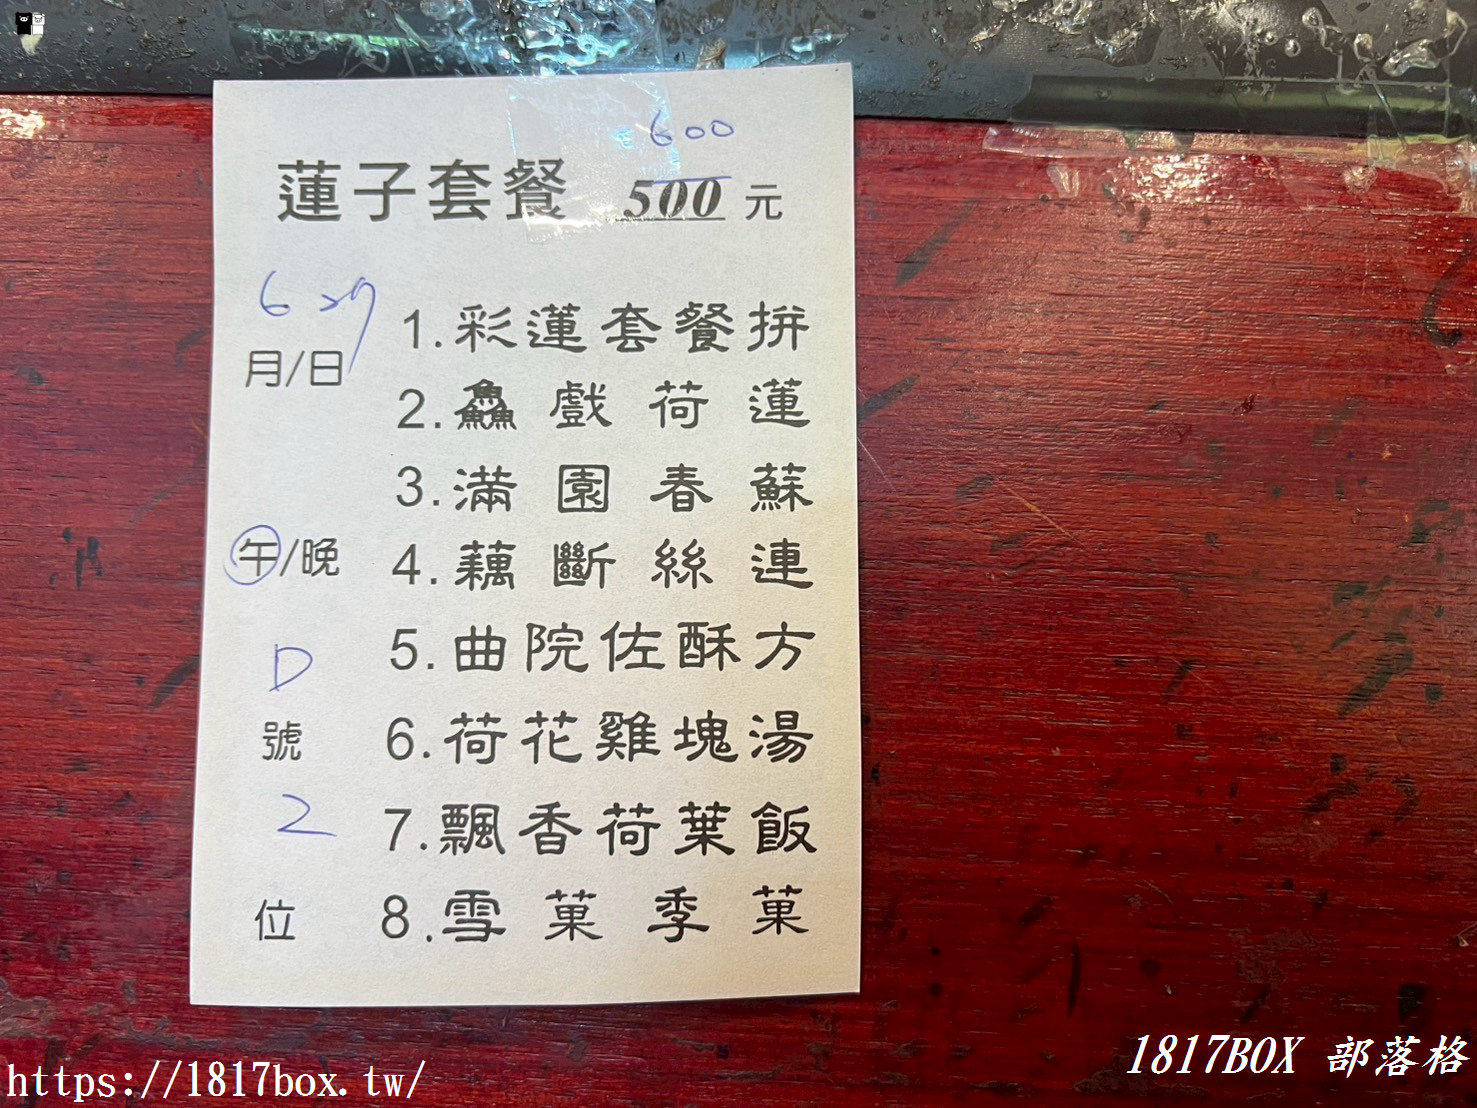 600
蓮子套餐 500 元
6 29
月/日
午/晚
D
號
2
位
1.彩蓮套餐拼
2.鱻戲荷蓮
3.滿園春蘇
4.藕斷絲連
5.曲院佐酥方
6.荷花雞塊湯
7.飄香荷葉飯
8.雪菓季菓
1817BOX 部落格
https://1817box.tw/